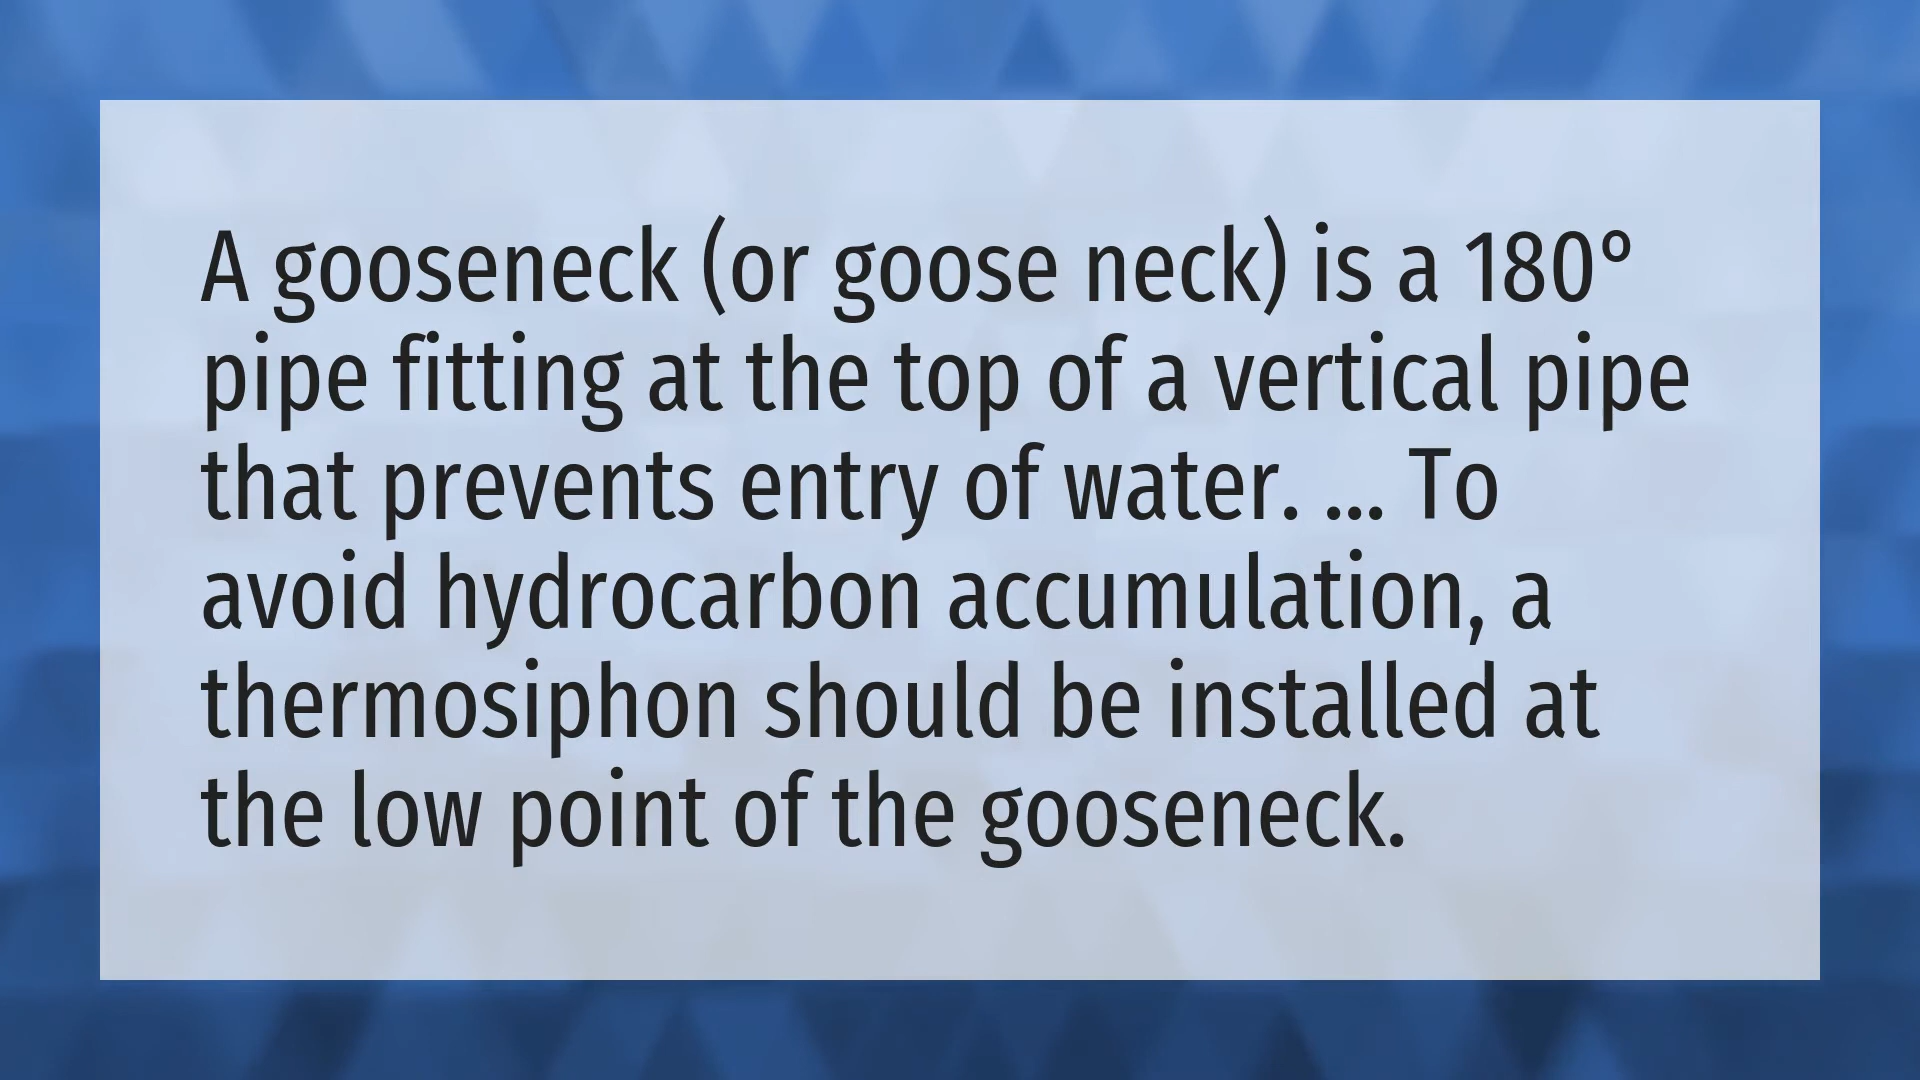 A gooseneck (or goose neck) is a 180°
pipe fitting at the top of a vertical pipe
that prevents entry of water. ... To
avoid hydrocarbon accumulation, a
thermosiphon should be installed at
the low point of the gooseneck.